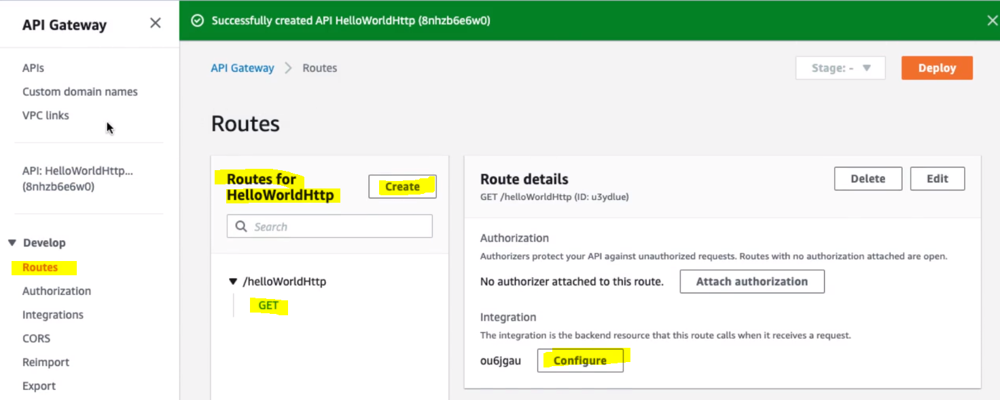 API Gateway
Successfully created API HelloWorldHttp (8nhzb6e6w0)
APIs
Custom domain names
VPC links
API: HelloWorldHttp...
(8nhzb6e6w0)
Develop
Routes
Authorization
Integrations
CORS
Reimport
Export
API Gateway
Routes
Stage: -
Deploy
Routes
Routes for
HelloWorldHttp
Create
Search
/helloWorldHttp
GET
Route details
Delete
Edit
GET /helloWorldHttp (ID: u3ydlue)
Authorization
Authorizers protect your API against unauthorized requests. Routes with no authorization attached are open.
No authorizer attached to this route.
Attach authorization
Integration
The integration is the backend resource that this route calls when it receives a request.
ou6jgau
Configure